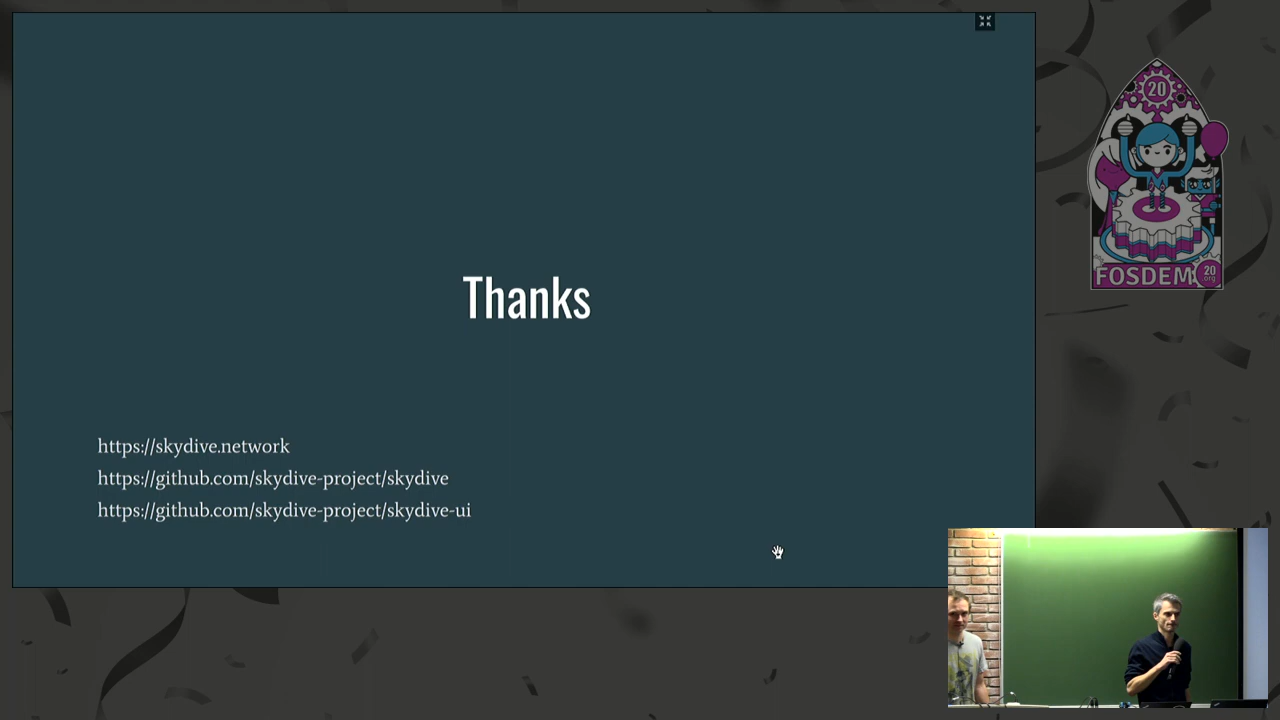 Thanks
https://skydive.network
https://github.com/skydive-project/skydive
https://github.com/skydive-project/skydive-ui
20
FOSDEM
20
.org